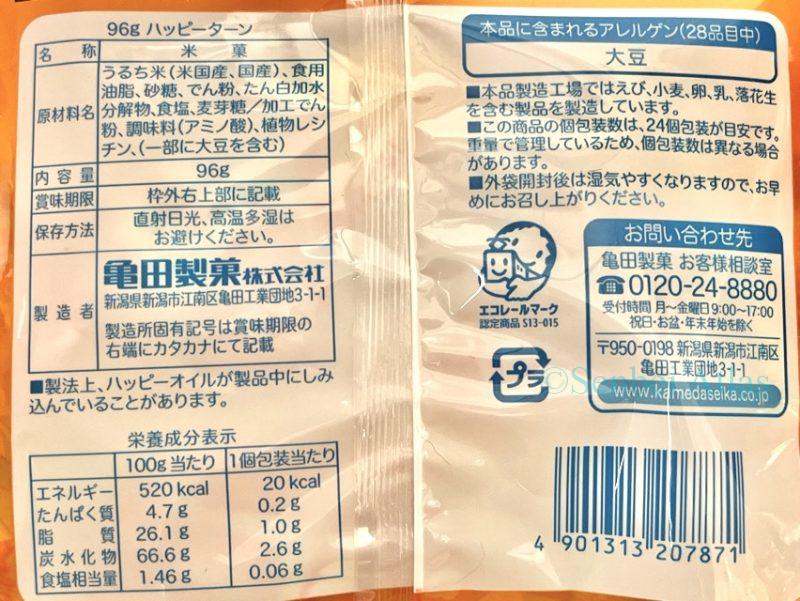 96g ハッピーターン
名称 米菓
原材料名 うるち米(米国産、国産)、食用
油脂、砂糖、でん粉、たん白加水
分解物、食塩、麦芽糖／加工でん
粉、調味料(アミノ酸)、植物レシ
チン、(一部に大豆を含む)
内容量 96g
賞味期限 枠外右上部に記載
保存方法 直射日光、高温多湿は
お避けください。
製造者 亀田製菓株式会社
新潟県新潟市江南区亀田工業団地3-1-1
製造所固有記号は賞味期限の
右端にカタカナにて記載
■製法上、ハッピーオイルが製品中にしみ
込んでいることがあります。
栄養成分表示
100g当たり 1個包装当たり
エネルギー 520kcal 20kcal
たんぱく質 4.7g 0.2g
脂質 26.1g 1.0g
炭水化物 66.6g 2.6g
食塩相当量 1.46g 0.06g
本品に含まれるアレルゲン(28品目中)
大豆
■本品製造工場ではえび、小麦、卵、乳、落花生
を含む製品を製造しています。
■この商品の個包装数は、24個包装が目安です。
重量で管理しているため、個包装数は異なる場合
があります。
■外袋開封後は湿気やすくなりますので、お早
めにお召し上がりください。
エコレールマーク
認定商品 S13-015
プラ
お問い合わせ先
亀田製菓 お客様相談室
☎0120-24-8880
受付時間 月〜金曜日9:00〜17:00
祝日・お盆・年末年始を除く
〒950-0198 新潟県新潟市江南区
亀田工業団地3-1-1
www.kamedaseika.co.jp
4 901313 207871